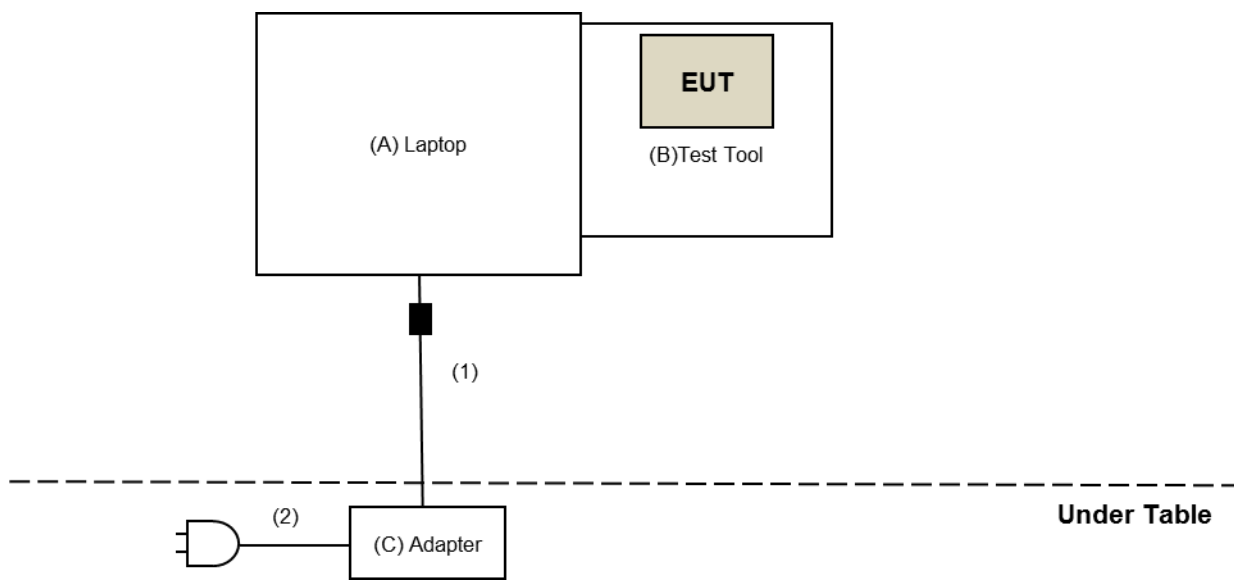 EUT
(A) Laptop
(B)Test Tool
(1)
Under Table
(2)
(C) Adapter